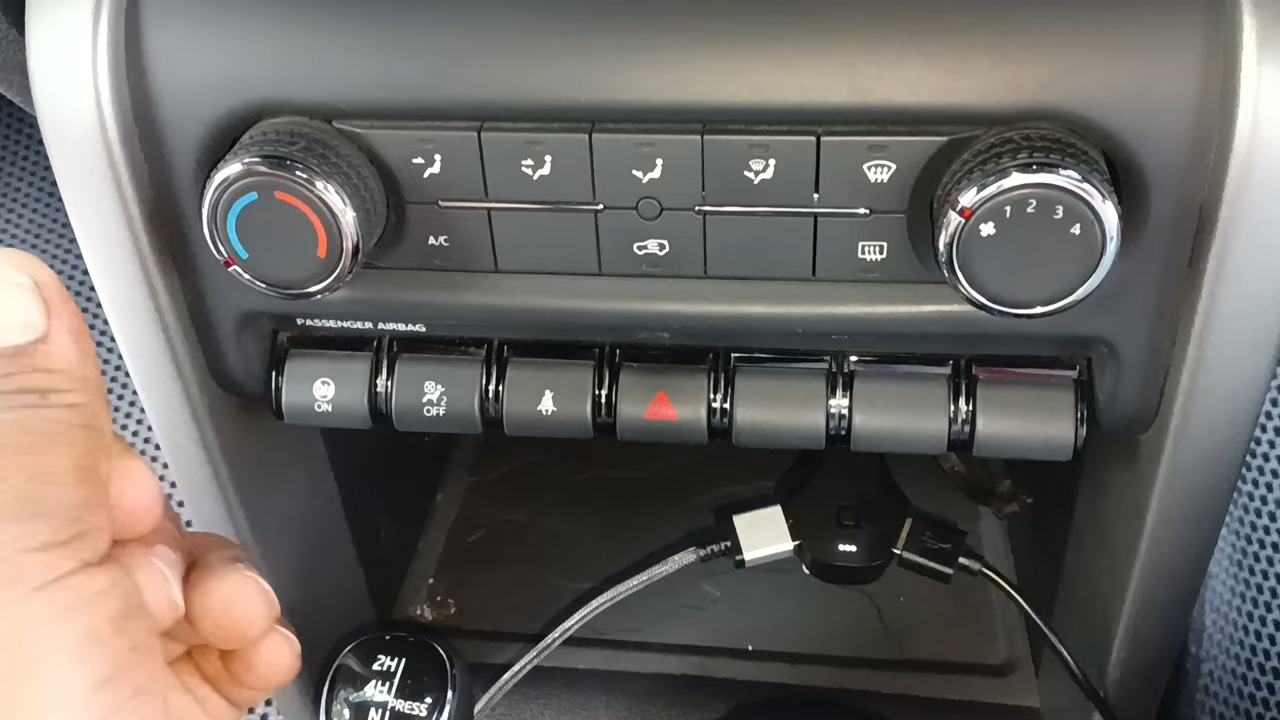 1 2 3 4
A/C
PASSENGER AIRBAG
ON
2
OFF
2H
4H
N
PRESS